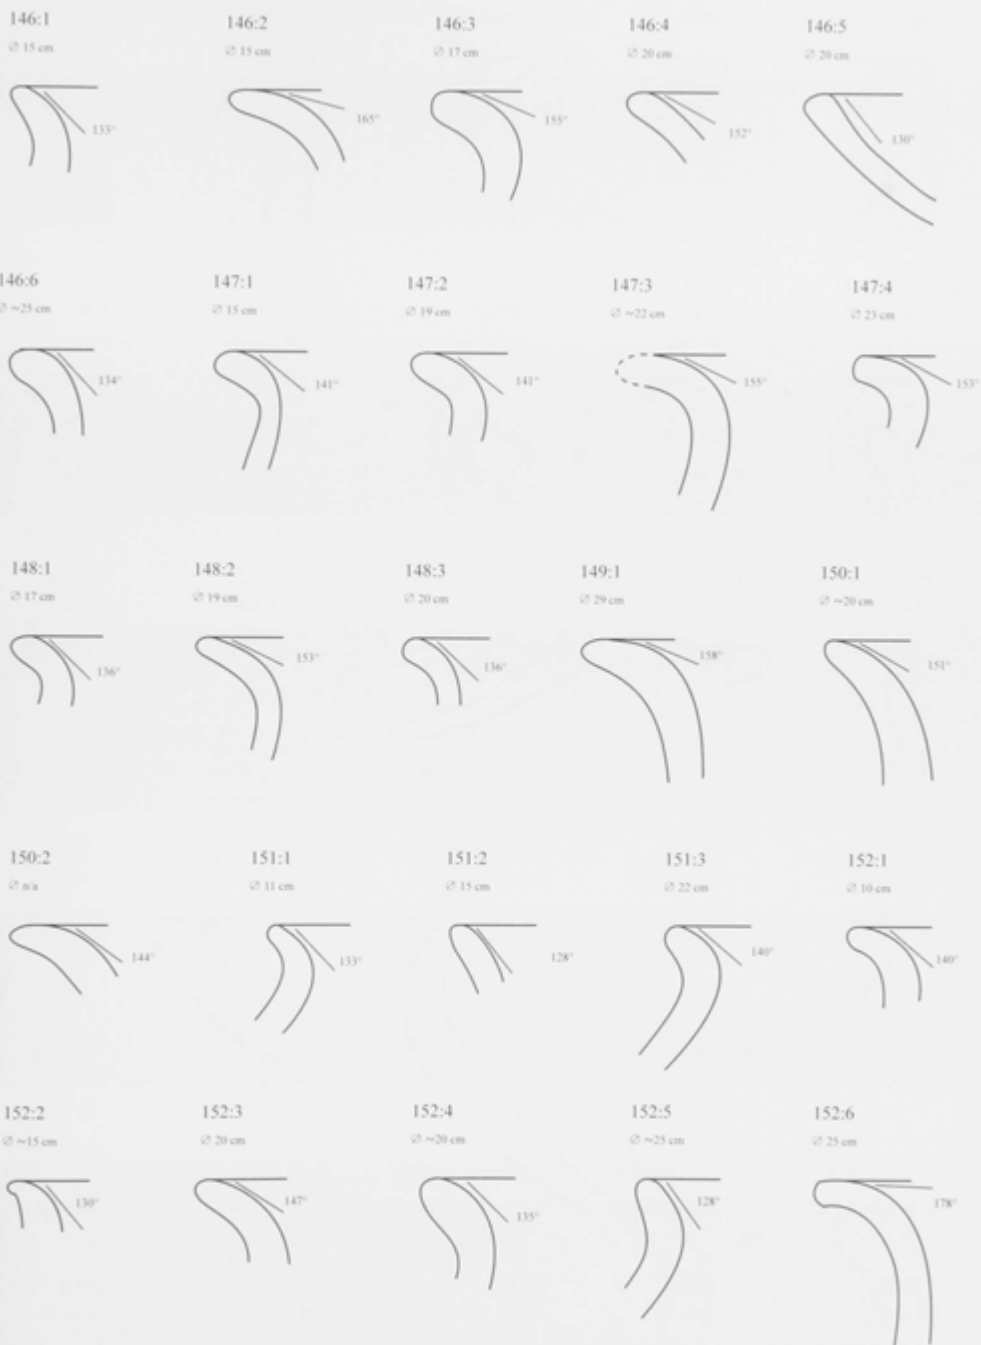 146:1 146:2 146:3 146:4 146:5
∅ 15 cm ∅ 15 cm ∅ 17 cm ∅ 20 cm ∅ 20 cm
133° 165° 155° 152° 130°
146:6 147:1 147:2 147:3 147:4
∅ ~25 cm ∅ 15 cm ∅ 19 cm ∅ ~22 cm ∅ 23 cm
134° 141° 141° 155° 153°
148:1 148:2 148:3 149:1 150:1
∅ 17 cm ∅ 19 cm ∅ 20 cm ∅ 29 cm ∅ ~20 cm
136° 153° 136° 158° 151°
150:2 151:1 151:2 151:3 152:1
∅ n/a ∅ 11 cm ∅ 15 cm ∅ 22 cm ∅ 10 cm
144° 133° 128° 140° 140°
152:2 152:3 152:4 152:5 152:6
∅ ~15 cm ∅ 20 cm ∅ ~20 cm ∅ ~25 cm ∅ 25 cm
130° 147° 135° 128° 178°